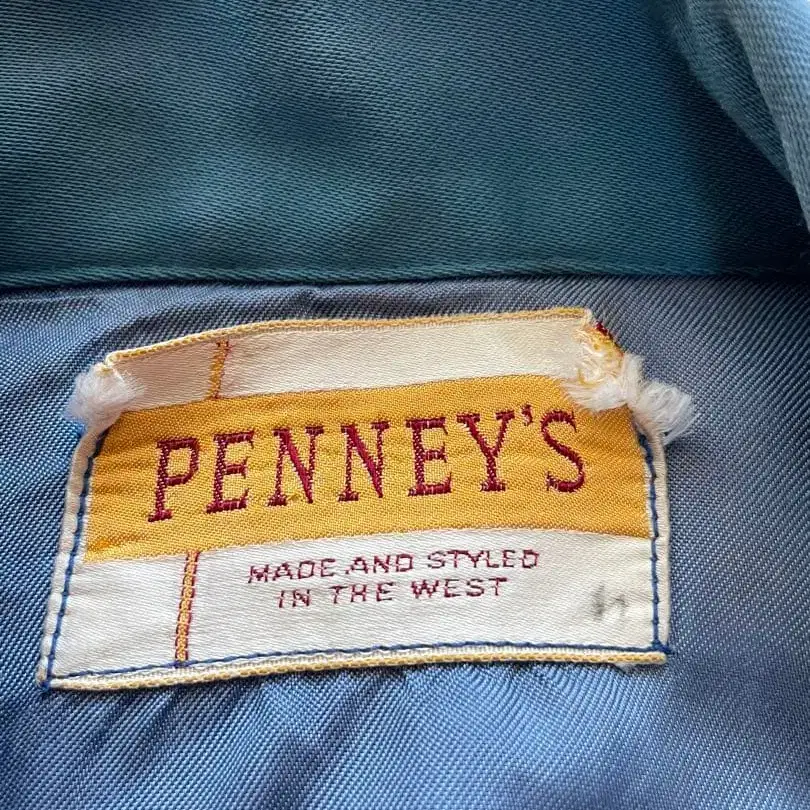 PENNEY'S
MADE AND STYLED
IN THE WEST